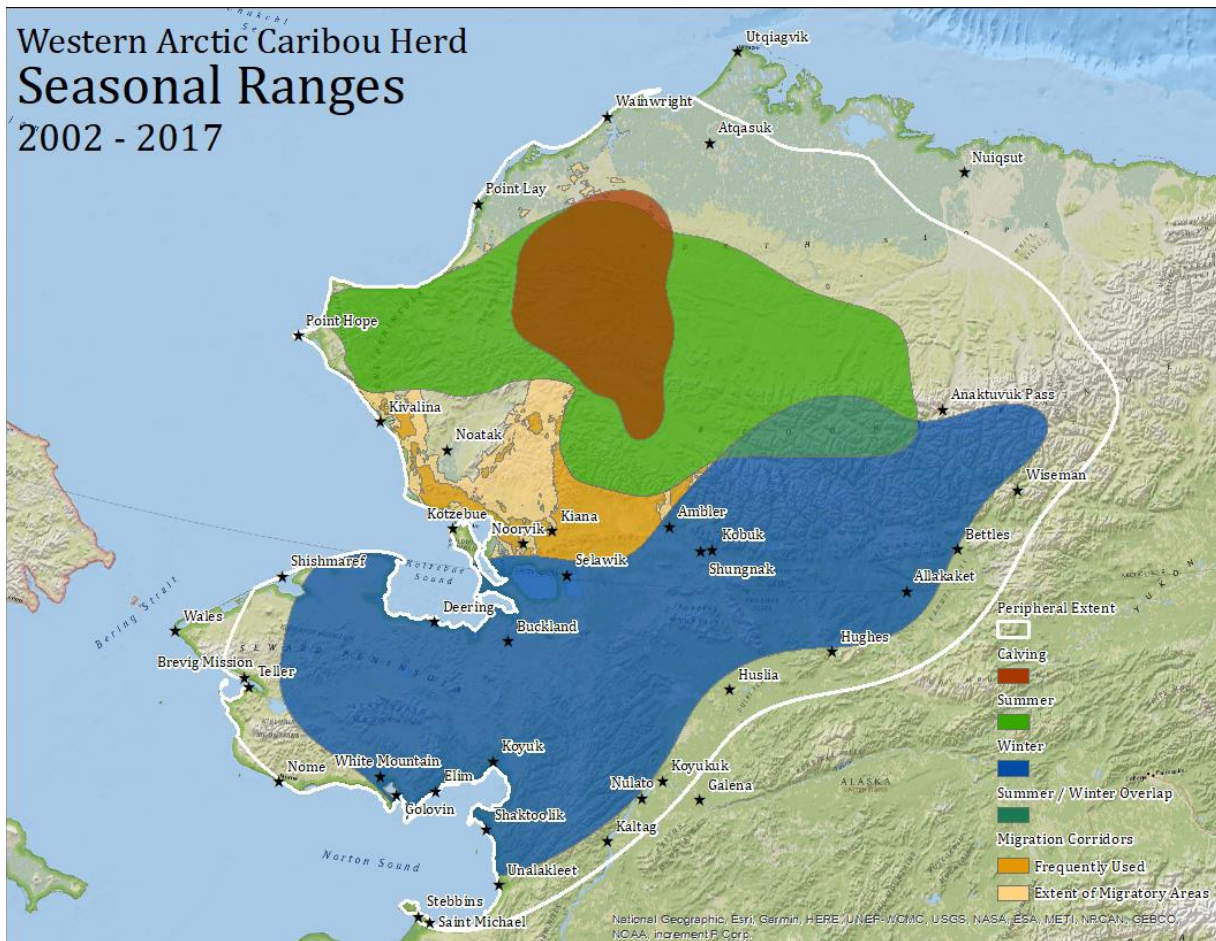 Western Arctic Caribou Herd
Seasonal Ranges
2002 - 2017
Utqiagvik
Wainwright
Atqasuk
Nuiqsut
Point Lay
Point Hope
Kivalina
Noatak
Anaktuvuk Pass
Wiseman
Kotzebue
Noorvik
Kiana
Ambler
Kobuk
Shungnak
Bettles
Selawik
Allakaket
Shishmaref
Kotzebue
Sound
Deering
Buckland
Wales
Bering Strait
Brevig Mission
Teller
SEWARD PENINSULA
Hughes
Huslia
Nome
White Mountain
Elim
Koyuk
Golovin
Koyukuk
Nulato
Galena
Shaktoolik
Kaltag
Norton Sound
Unalakleet
Stebbins
Saint Michael
ALASKA
UNITED STATES
YUKON
Fairbanks
Peripheral Extent
Calving
Summer
Winter
Summer / Winter Overlap
Migration Corridors
Frequently Used
Extent of Migratory Areas
National Geographic, Esri, Garmin, HERE, UNEP-WCMC, USGS, NASA, ESA, METI, NRCAN, GEBCO,
NOAA, increment P Corp.